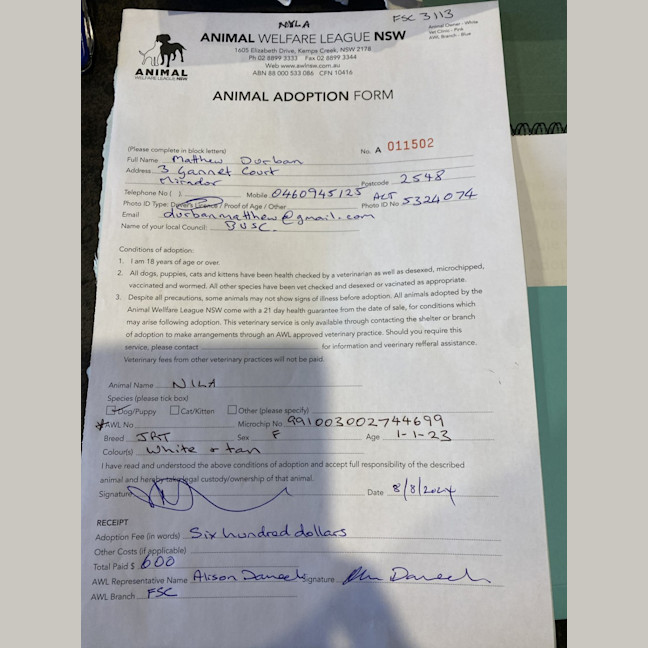 NYLA
FSC 3113
ANIMAL WELFARE LEAGUE NSW
1605 Elizabeth Drive, Kemps Creek, NSW 2178
Ph 02 8899 3333 Fax 02 8899 3344
Web www.awlnsw.com.au
ABN 88 000 533 086 CFN 10416
Animal Owner - White
Vet Clinic - Pink
AWL Branch - Blue
ANIMAL
WELFARE LEAGUE NSW
ANIMAL ADOPTION FORM
(Please complete in block letters)
No. A 011502
Full Name Matthew Durban
Address 3 Gannet Court
Mirador Postcode 2548
Telephone No ( ) Mobile 0460945125
Photo ID Type: Driver's Licence / Proof of Age / Other Photo ID No ACT 5324074
Email durbanmatthew@gmail.com
Name of your local Council: BVSC.
Conditions of adoption:
1. I am 18 years of age or over.
2. All dogs, puppies, cats and kittens have been health checked by a veterinarian as well as desexed, microchipped,
vaccinated and wormed. All other species have been vet checked and desexed or vacinated as appropriate.
3. Despite all precautions, some animals may not show signs of illness before adoption. All animals adopted by the
Animal Wellfare League NSW come with a 21 day health guarantee from the date of sale, for conditions which
may arise following adoption. This veterinary service is only available through contacting the shelter or branch
of adoption to make arrangements through an AWL approved veterinary practice. Should you require this
service, please contact for information and veerinary refferal assistance.
Veterinary fees from other veterinary practices will not be paid.
Animal Name NILA
Species (please tick box)
Dog/Puppy Cat/Kitten Other (please specify)
*AWL No Microchip No. 991003002744699
Breed JRT Sex F Age 1-1-23
Colour(s) White & tan
I have read and understood the above conditions of adoption and accept full responsibility of the described
animal and hereby take legal custody/ownership of that animal.
Signature Date 8/8/2024
RECEIPT
Adoption Fee (in words) Six hundred dollars
Other Costs (if applicable)
Total Paid $ 600
AWL Representative Name Alison Daneels Signature
AWL Branch FSC